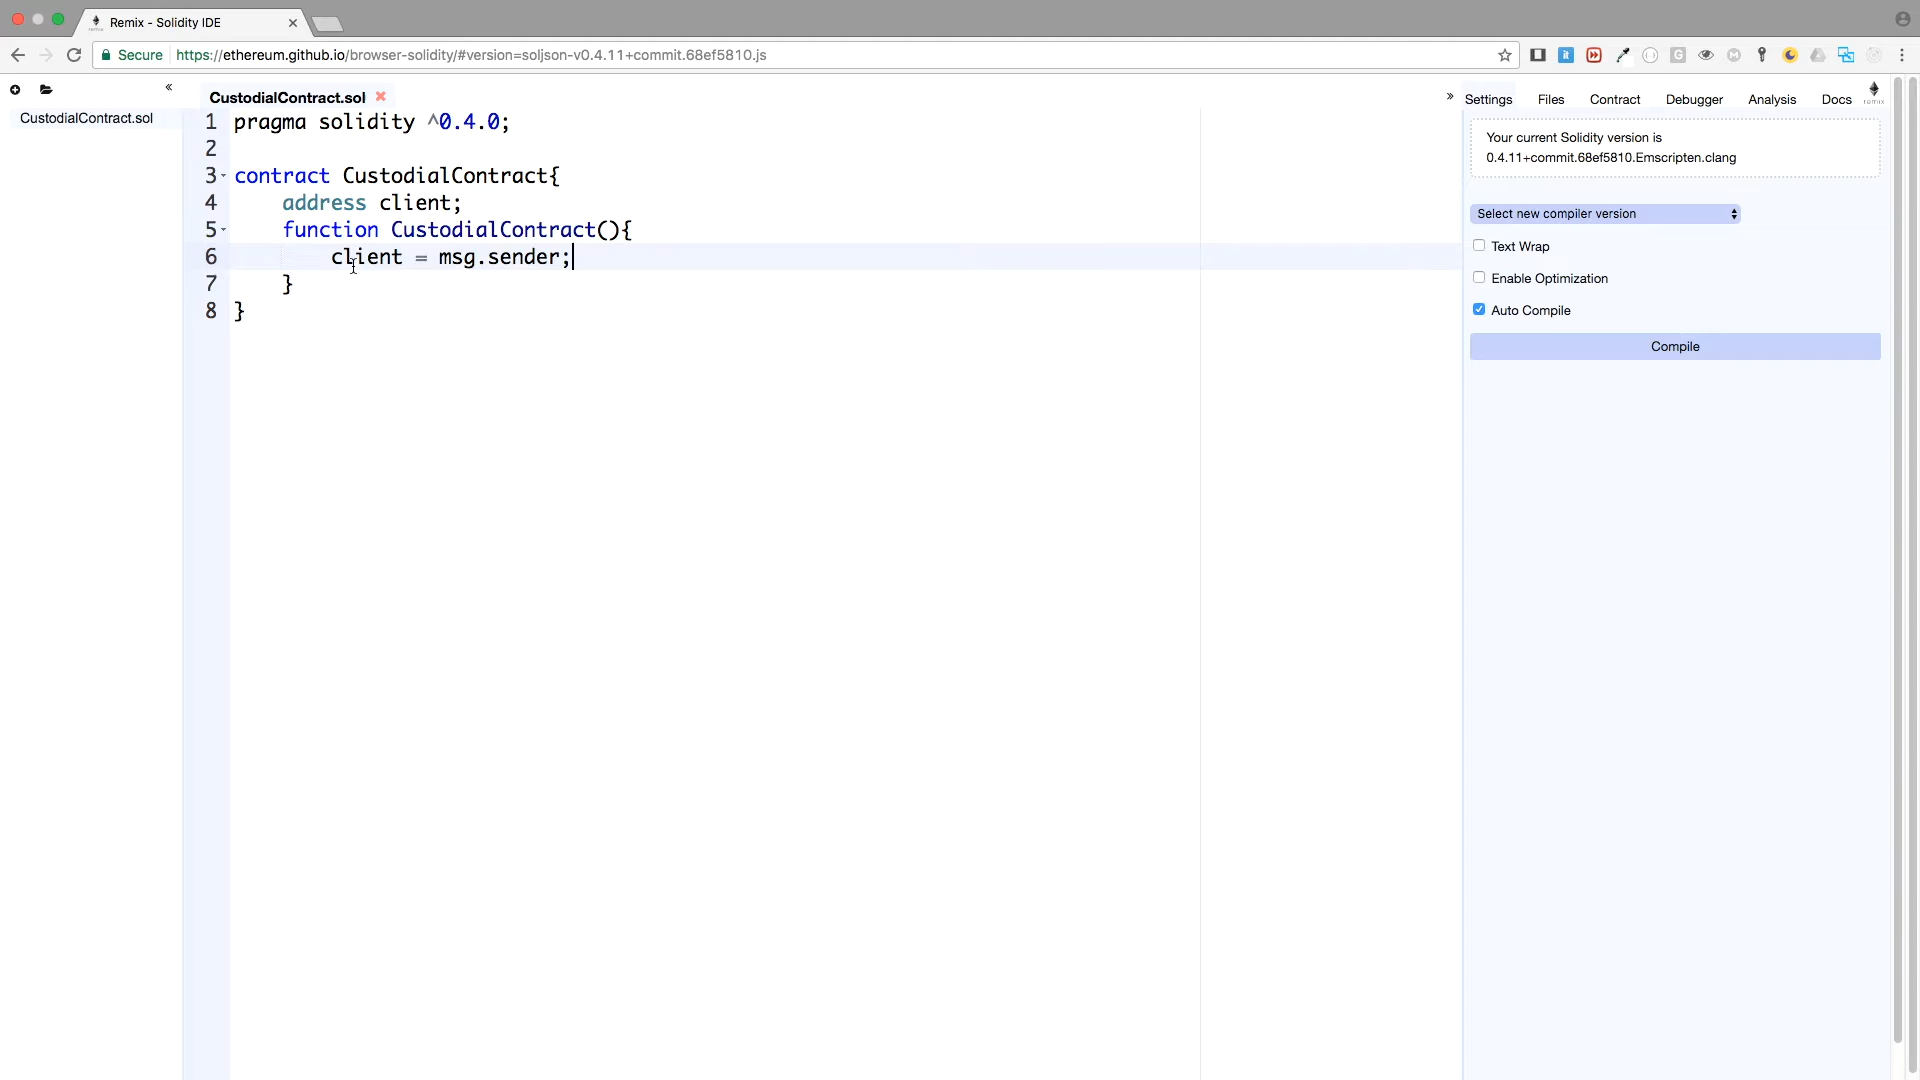 Remix - Solidity IDE
Secure https://ethereum.github.io/browser-solidity/#version=soljson-v0.4.11+commit.68ef5810.js
CustodialContract.sol
CustodialContract.sol
1 pragma solidity ^0.4.0;
2
3 contract CustodialContract{
4 address client;
5 function CustodialContract(){
6 client = msg.sender;
7 }
8 }
Settings Files Contract Debugger Analysis Docs remix
Your current Solidity version is
0.4.11+commit.68ef5810.Emscripten.clang
Select new compiler version
Text Wrap
Enable Optimization
Auto Compile
Compile